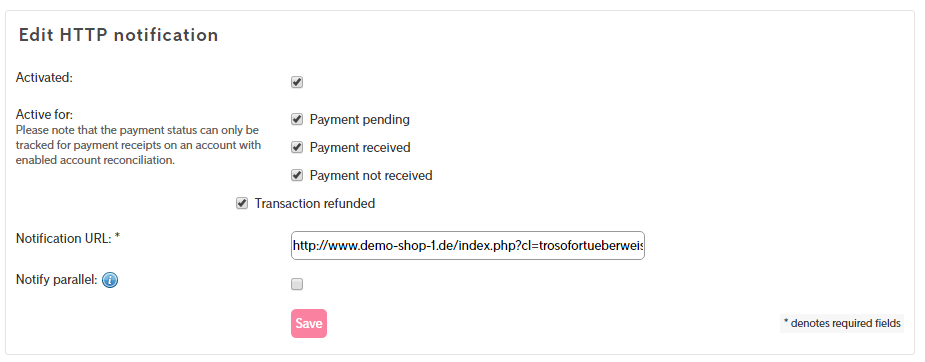 Edit HTTP notification
Activated:
Active for:
Please note that the payment status can only be
tracked for payment receipts on an account with
enabled account reconciliation.
Payment pending
Payment received
Payment not received
Transaction refunded
Notification URL: *
http://www.demo-shop-1.de/index.php?cl=trosofortueberweis
Notify parallel:
Save
* denotes required fields